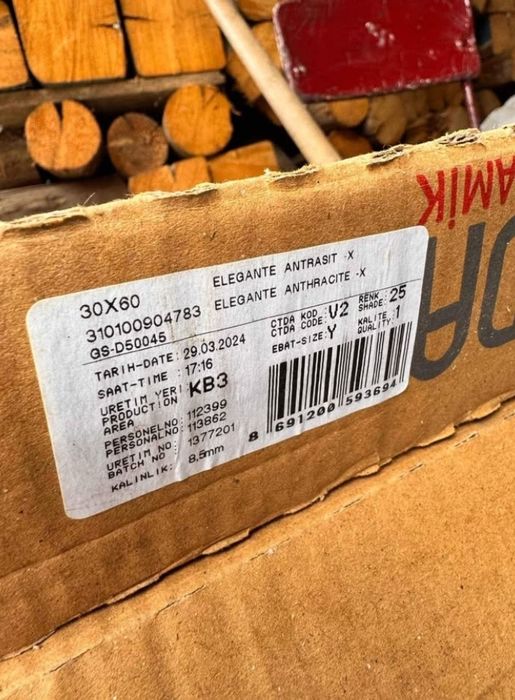 AMİK
DA
30X60
ELEGANTE ANTRASIT -X
310100904783
ELEGANTE ANTHRACITE -X
GS-D50045
CTDA KOD : V2
CTDA CODE:
RENK : 25
SHADE:
TARIH-DATE: 29.03.2024
EBAT-SIZE: Y
KALITE : 1
QUALITY:
SAAT-TIME : 17:16
URETIM YERI : KB3
PRODUCTION
AREA
PERSONELNO: 112399
PERSONALNO: 113862
URETIM NO. : 1377201
BATCH NO
KALINLIK: 8,5mm
8 691200 593694